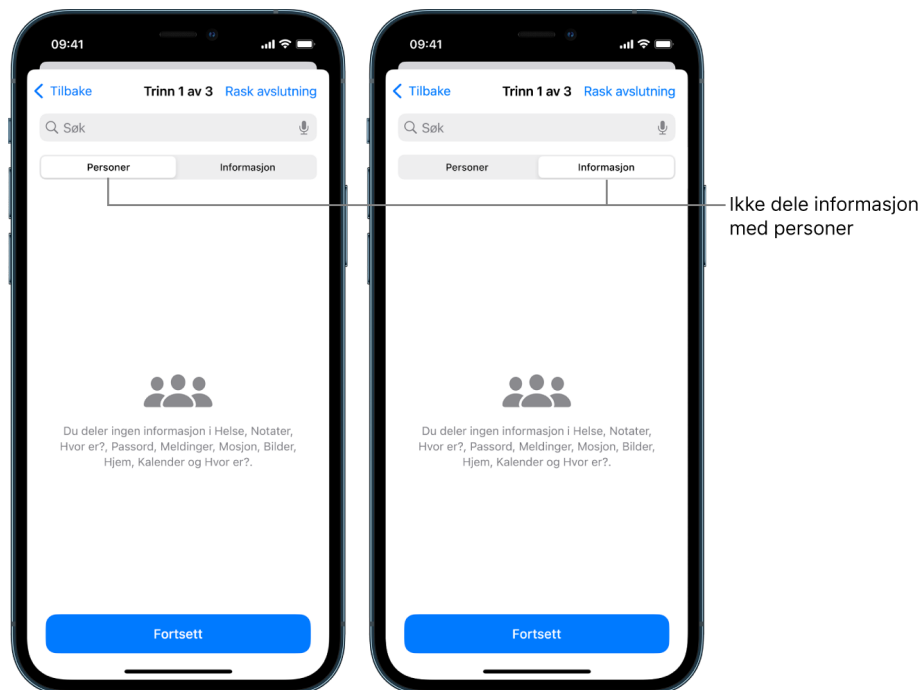 09:41
Tilbake Trinn 1 av 3 Rask avslutning
Søk
Personer Informasjon
Du deler ingen informasjon i Helse, Notater,
Hvor er?, Passord, Meldinger, Mosjon, Bilder,
Hjem, Kalender og Hvor er?.
Fortsett
09:41
Tilbake Trinn 1 av 3 Rask avslutning
Søk
Personer Informasjon
Du deler ingen informasjon i Helse, Notater,
Hvor er?, Passord, Meldinger, Mosjon, Bilder,
Hjem, Kalender og Hvor er?.
Fortsett
Ikke dele informasjon
med personer